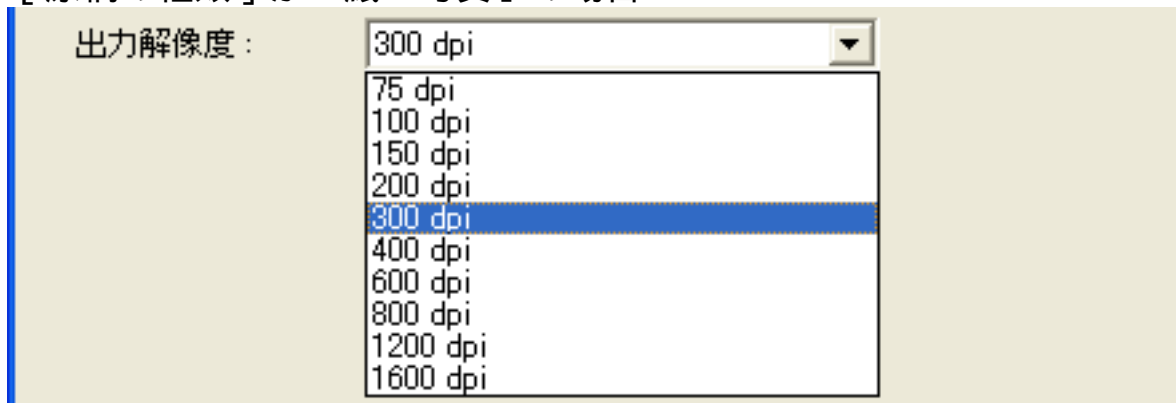 出力解像度： 300 dpi
75 dpi
100 dpi
150 dpi
200 dpi
300 dpi
400 dpi
600 dpi
800 dpi
1200 dpi
1600 dpi